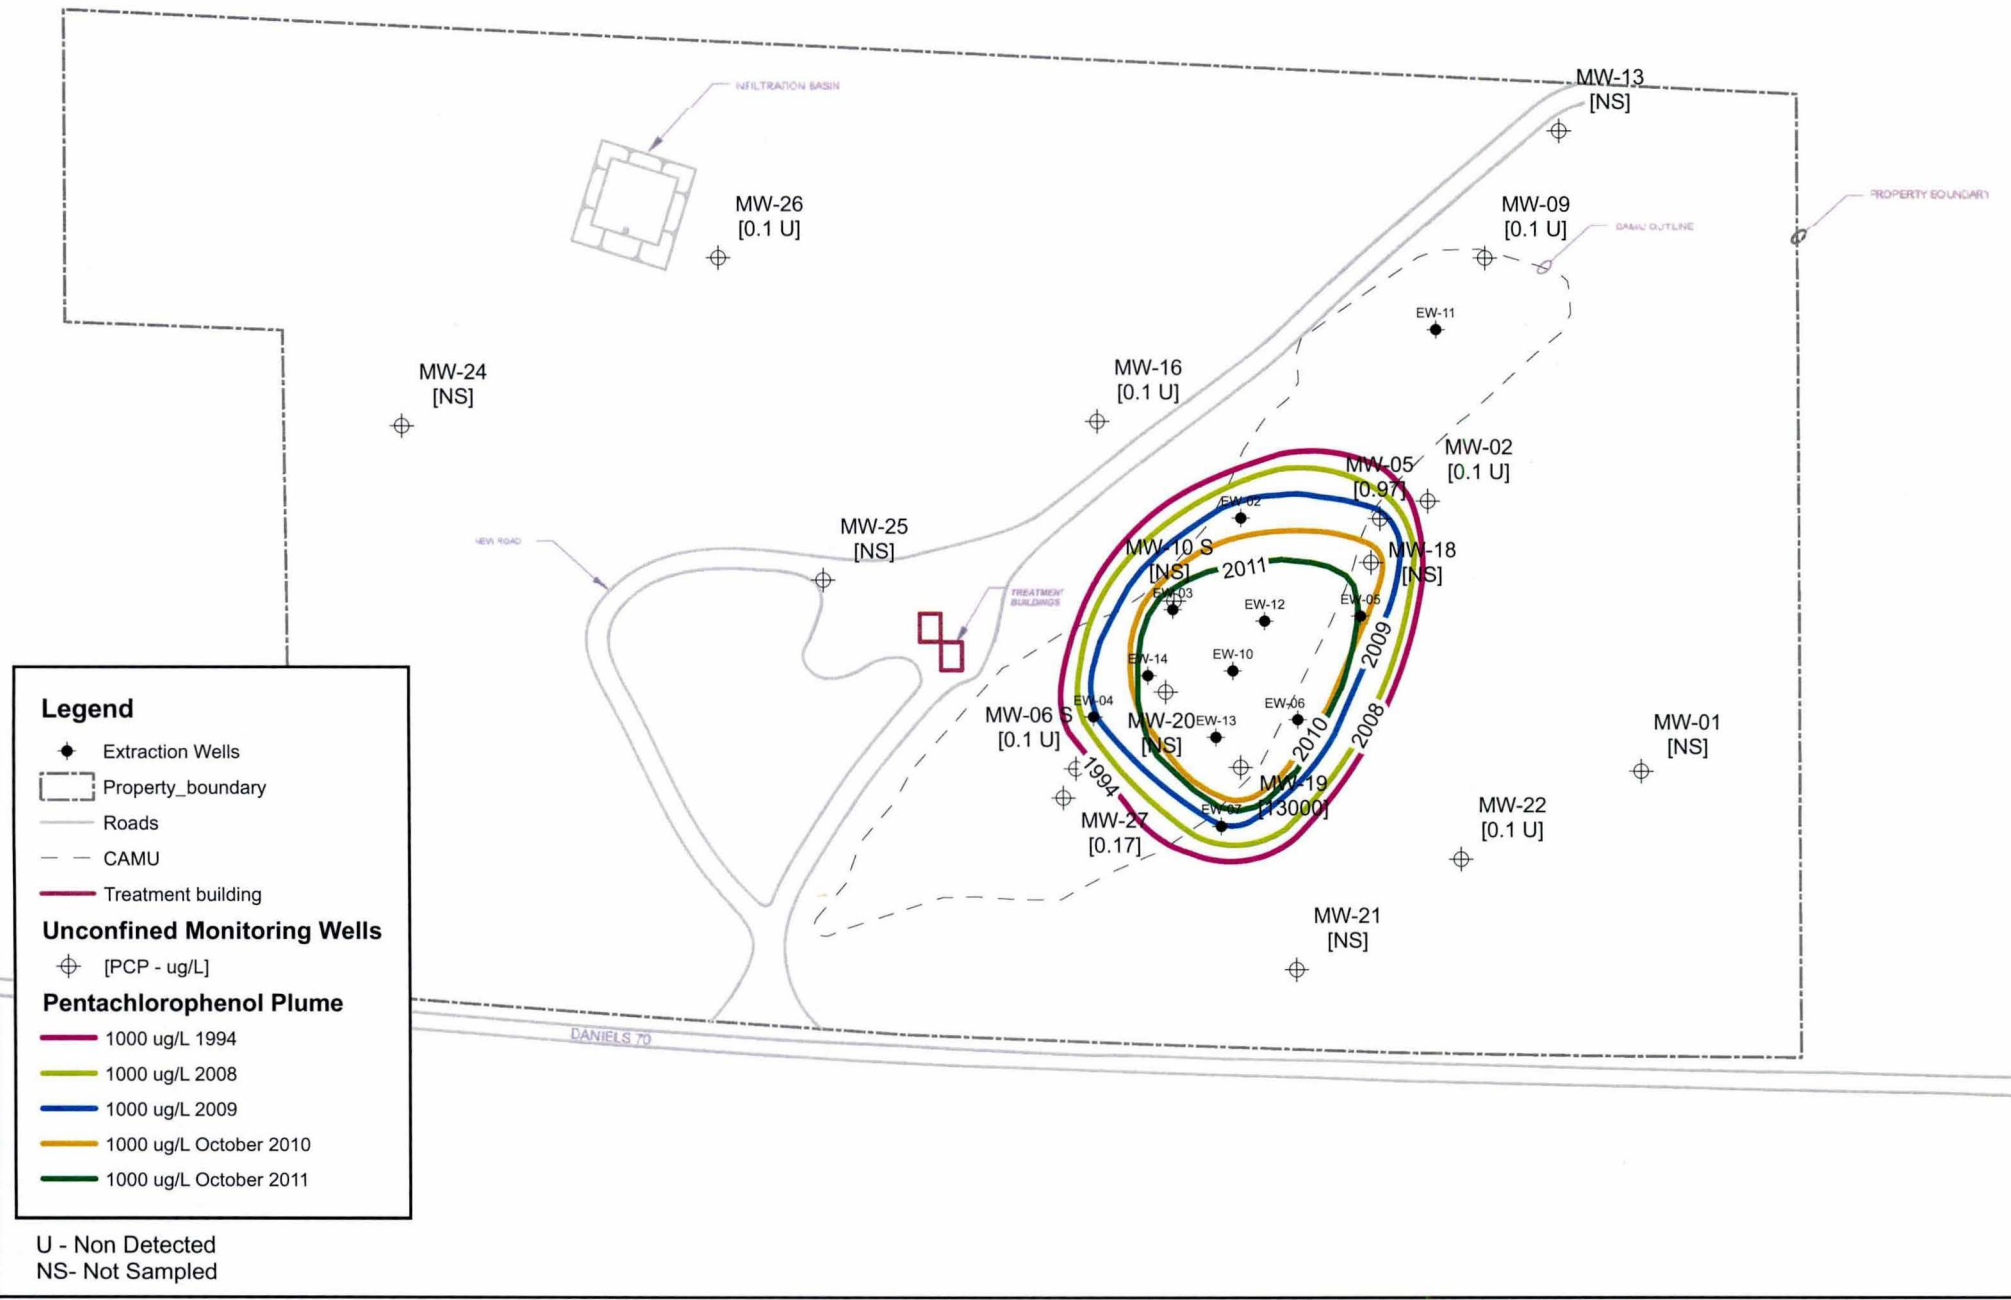 MW-13
[NS]
INFILTRATION BASIN
PROPERTY BOUNDARY
MW-26
[0.1 U]
MW-09
[0.1 U]
CAMU OUTLINE
EW-11
MW-24
[NS]
MW-16
[0.1 U]
MW-02
[0.1 U]
MW-05
[0.97]
EW-02
MW-25
[NS]
NEW ROAD
MW-10 S
[NS]
MW-18
[NS]
2011
TREATMENT
BUILDINGS
EW-03
EW-12
EW-05
2009
EW-14
EW-10
EW-04
EW-06
MW-06 S
[0.1 U]
MW-20
[NS]
EW-13
2010
2008
MW-01
[NS]
1994
MW-19
[13000]
EW-07
MW-27
[0.17]
MW-22
[0.1 U]
MW-21
[NS]
DANIELS 70
Legend
Extraction Wells
Property_boundary
Roads
CAMU
Treatment building
Unconfined Monitoring Wells
[PCP - ug/L]
Pentachlorophenol Plume
1000 ug/L 1994
1000 ug/L 2008
1000 ug/L 2009
1000 ug/L October 2010
1000 ug/L October 2011
U - Non Detected
NS- Not Sampled